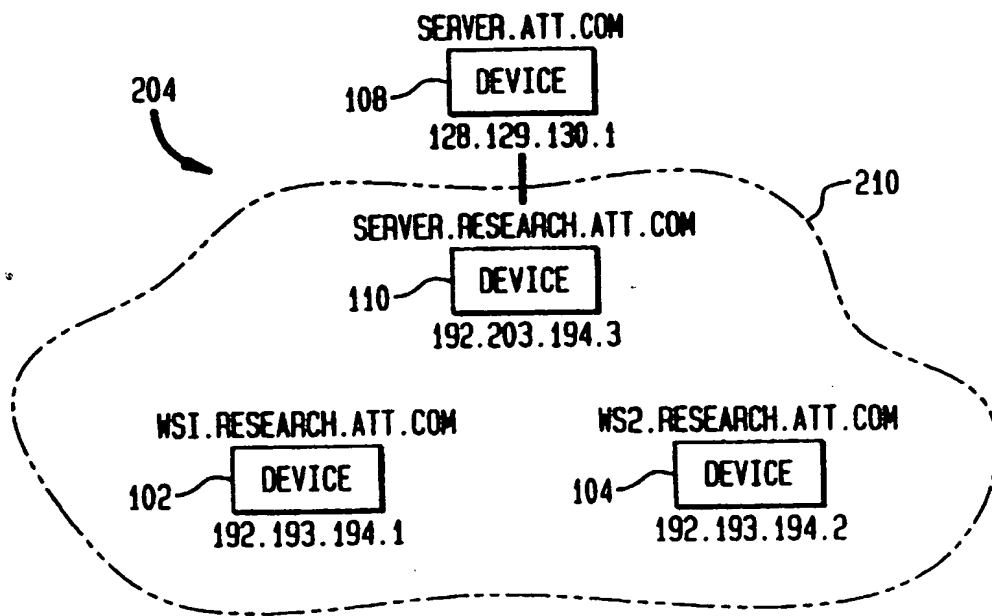 SERVER.ATT.COM
204
DEVICE
108
128.129.130.1
210
SERVER.RESEARCH.ATT.COM
DEVICE
110
192.203.194.3
WSI.RESEARCH.ATT.COM
WS2.RESEARCH.ATT.COM
DEVICE
DEVICE
102
104
192.193.194.1
192.193.194.2